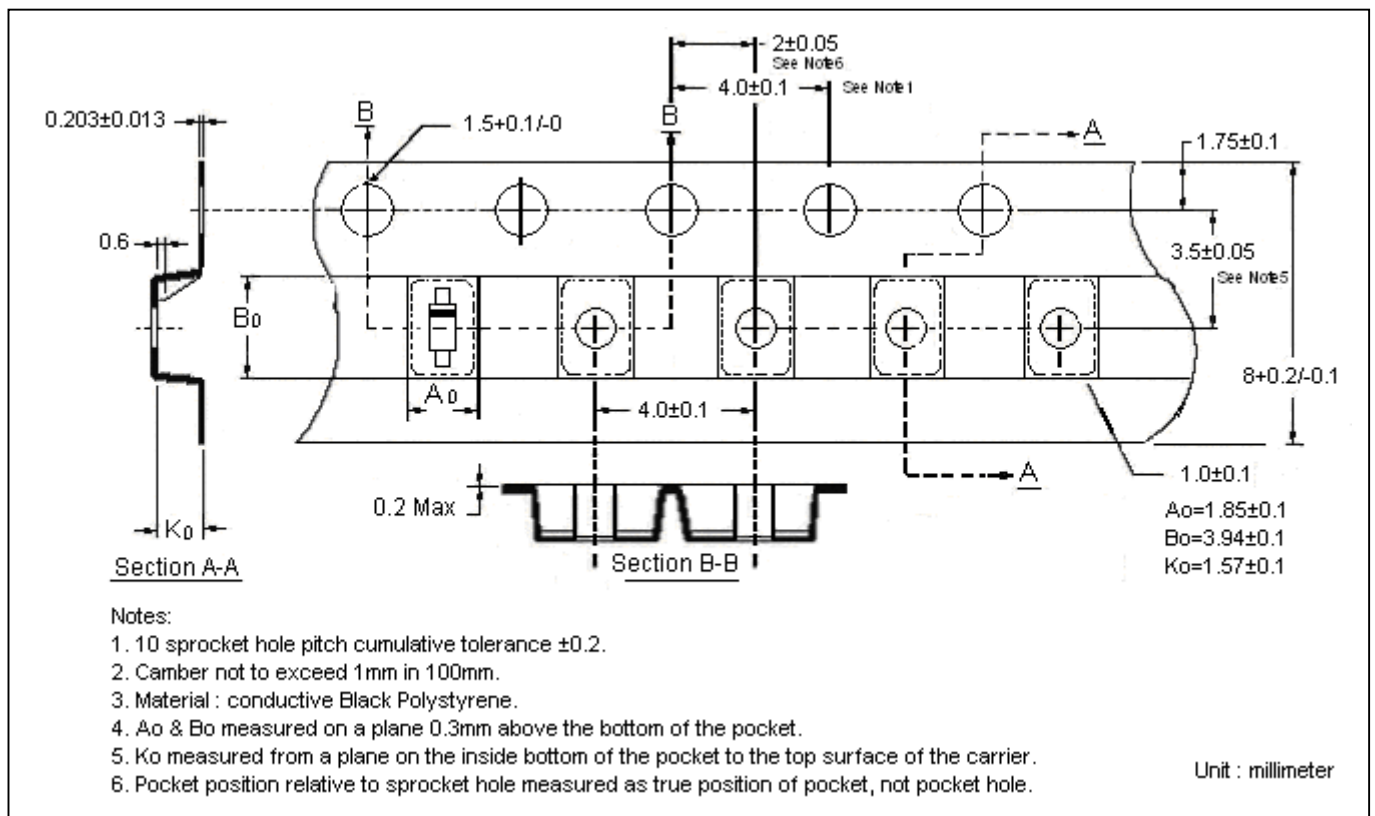 2±0.05
See Note6
4.0±0.1 See Note1
0.203±0.013
B
1.5+0.1/-0
B
A
1.75±0.1
0.6
3.5±0.05
See Note5
B0
8+0.2/-0.1
A0
4.0±0.1
A
1.0±0.1
0.2 Max
K0
Ao=1.85±0.1
Bo=3.94±0.1
Ko=1.57±0.1
Section A-A
Section B-B
Notes:
1. 10 sprocket hole pitch cumulative tolerance ±0.2.
2. Camber not to exceed 1mm in 100mm.
3. Material : conductive Black Polystyrene.
4. Ao & Bo measured on a plane 0.3mm above the bottom of the pocket.
5. Ko measured from a plane on the inside bottom of the pocket to the top surface of the carrier.
6. Pocket position relative to sprocket hole measured as true position of pocket, not pocket hole.
Unit : millimeter